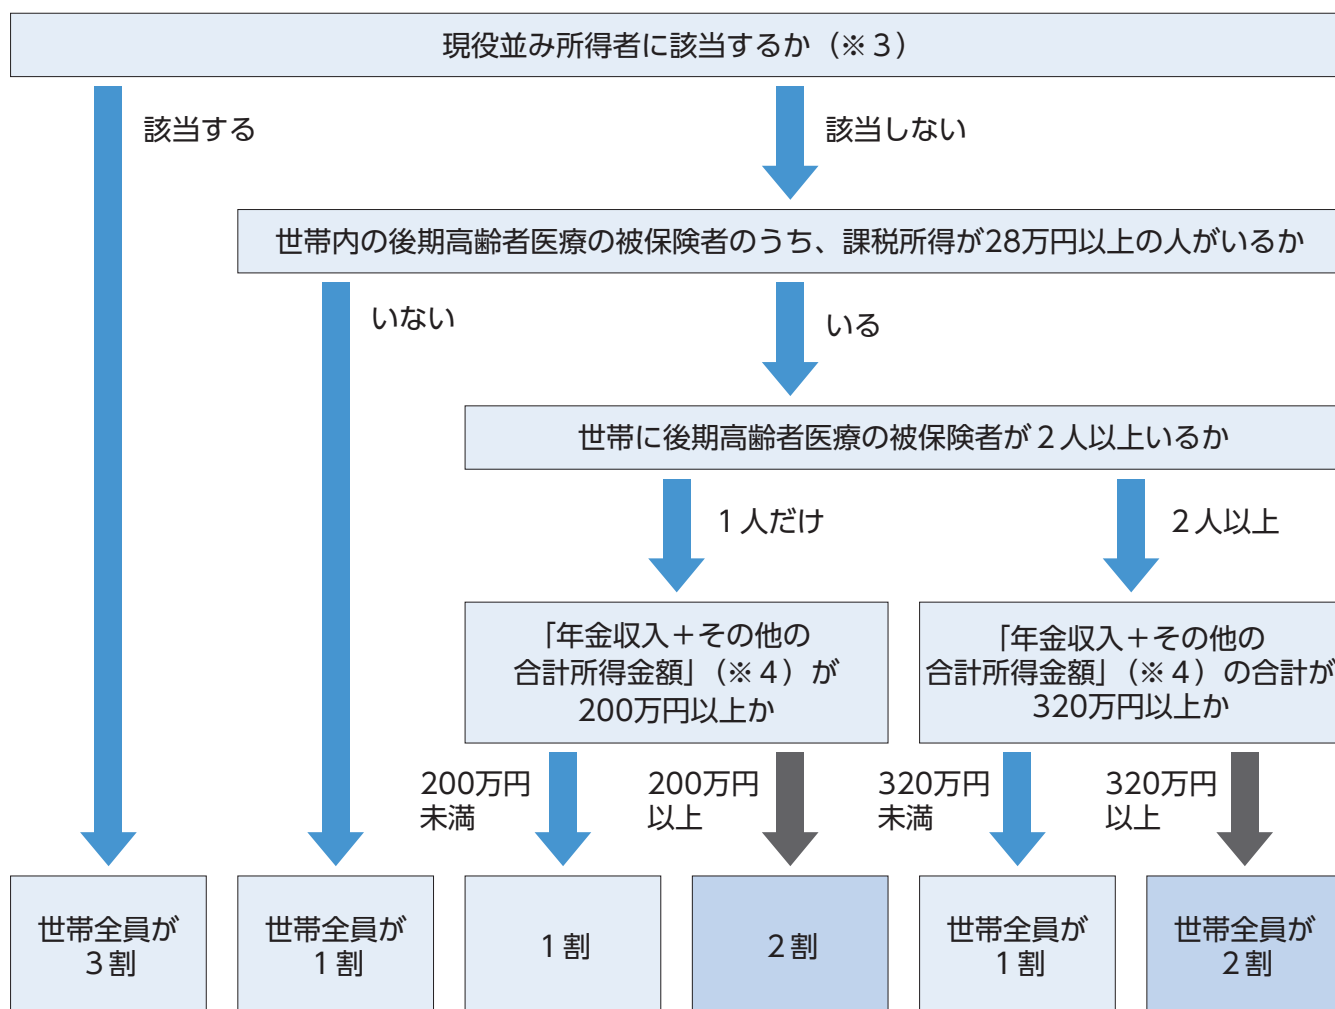 現役並み所得者に該当するか（※３）
該当する
該当しない
世帯内の後期高齢者医療の被保険者のうち、課税所得が28万円以上の人がいるか
いない
いる
世帯に後期高齢者医療の被保険者が２人以上いるか
１人だけ
２人以上
「年金収入＋その他の
合計所得金額」（※４）が
200万円以上か
「年金収入＋その他の
合計所得金額」（※４）の合計が
320万円以上か
200万円
未満
200万円
以上
320万円
未満
320万円
以上
世帯全員が
３割
世帯全員が
１割
１割
２割
世帯全員が
１割
世帯全員が
２割